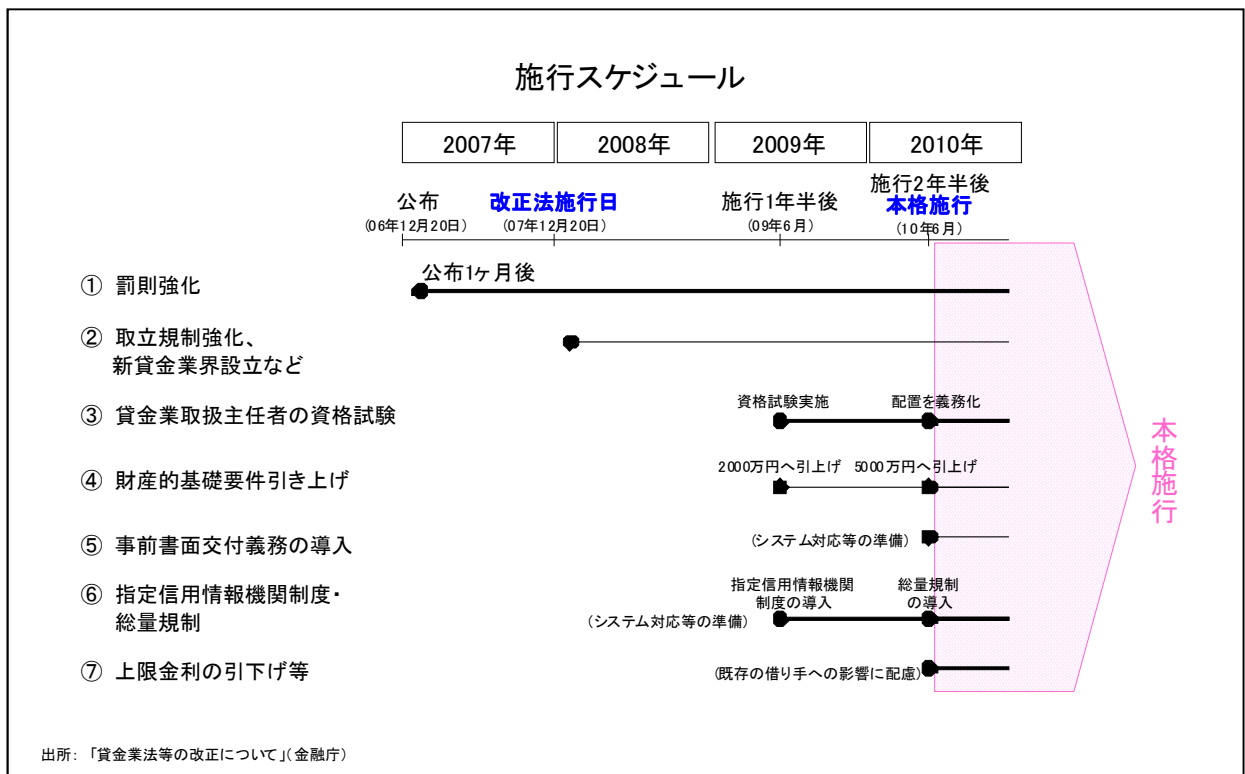 施行スケジュール
2007年 2008年 2009年 2010年
公布 改正法施行日 施行1年半後 施行2年半後
本格施行
(06年12月20日) (07年12月20日) (09年6月) (10年6月)
公布1ヶ月後
① 罰則強化
② 取立規制強化、
新貸金業界設立など
資格試験実施 配置を義務化
③ 貸金業取扱主任者の資格試験
2000万円へ引上げ 5000万円へ引上げ
④ 財産的基礎要件引き上げ
⑤ 事前書面交付義務の導入 (システム対応等の準備)
指定信用情報機関 総量規制
制度の導入 の導入
⑥ 指定信用情報機関制度・
総量規制 (システム対応等の準備)
⑦ 上限金利の引下げ等 (既存の借り手への影響に配慮)
本格施行
出所: 「貸金業法等の改正について」(金融庁)